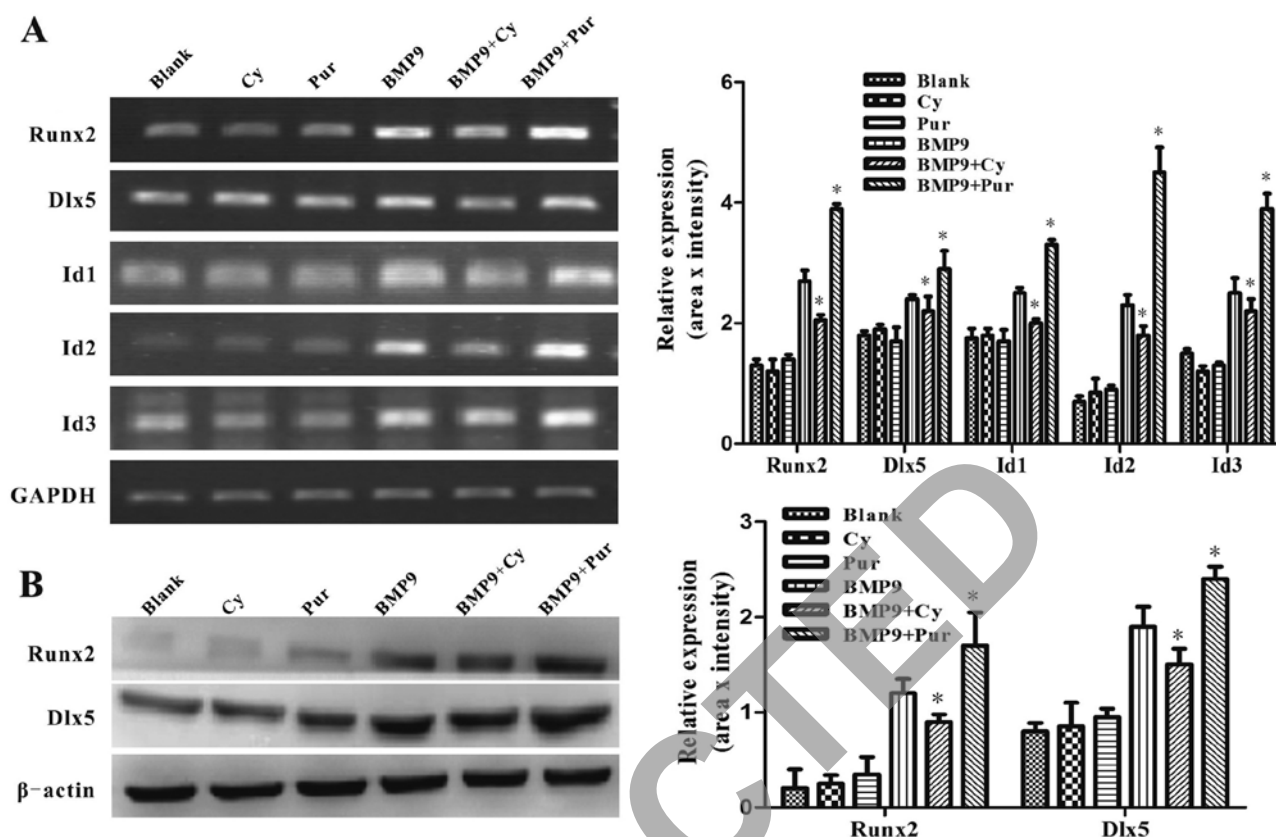 A
Blank Cy Pur BMP9 BMP9+Cy BMP9+Pur
Runx2
Dlx5
Id1
Id2
Id3
GAPDH
Relative expression
(area x intensity)
6
4
2
0
Blank
Cy
Pur
BMP9
BMP9+Cy
BMP9+Pur
* * * * * * * * * *
Runx2 Dlx5 Id1 Id2 Id3
B
Blank Cy Pur BMP9 BMP9+Cy BMP9+Pur
Runx2
Dlx5
β-actin
Relative expression
(area x intensity)
3
2
1
0
Blank
Cy
Pur
BMP9
BMP9+Cy
BMP9+Pur
* * * *
Runx2 Dlx5
CTED